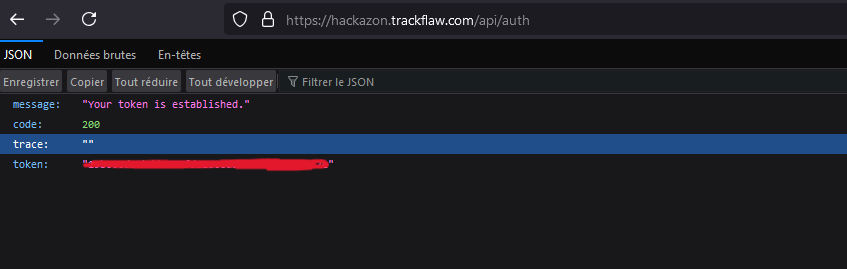 https://hackazon.trackflaw.com/api/auth
JSON Données brutes En-têtes
Enregistrer Copier Tout réduire Tout développer Filtrer le JSON
message: "Your token is established."
code: 200
trace: ""
token: " "